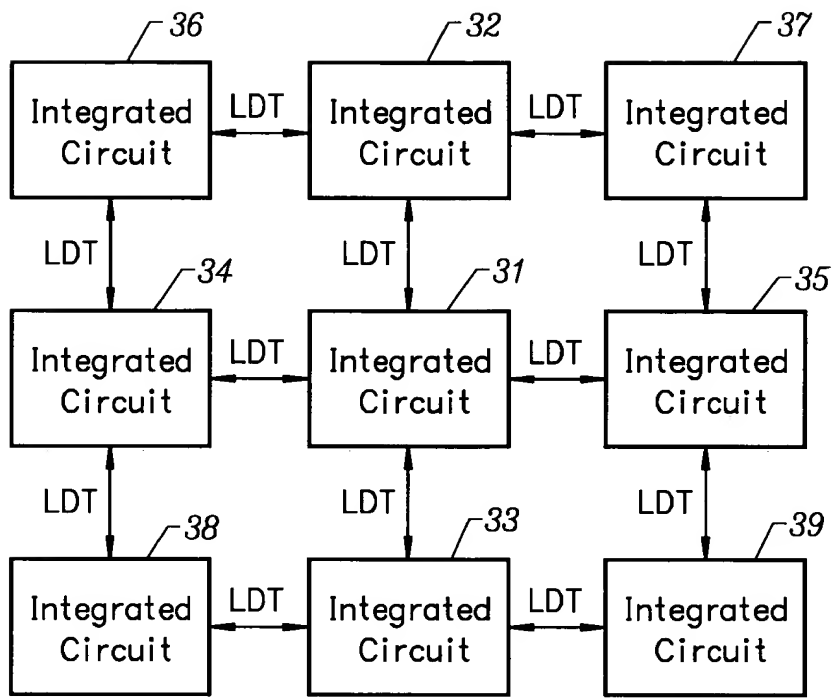 36
32
37
Integrated
Circuit
LDT
Integrated
Circuit
LDT
Integrated
Circuit
LDT
LDT
LDT
34
31
35
Integrated
Circuit
LDT
Integrated
Circuit
LDT
Integrated
Circuit
LDT
LDT
LDT
38
33
39
Integrated
Circuit
LDT
Integrated
Circuit
LDT
Integrated
Circuit